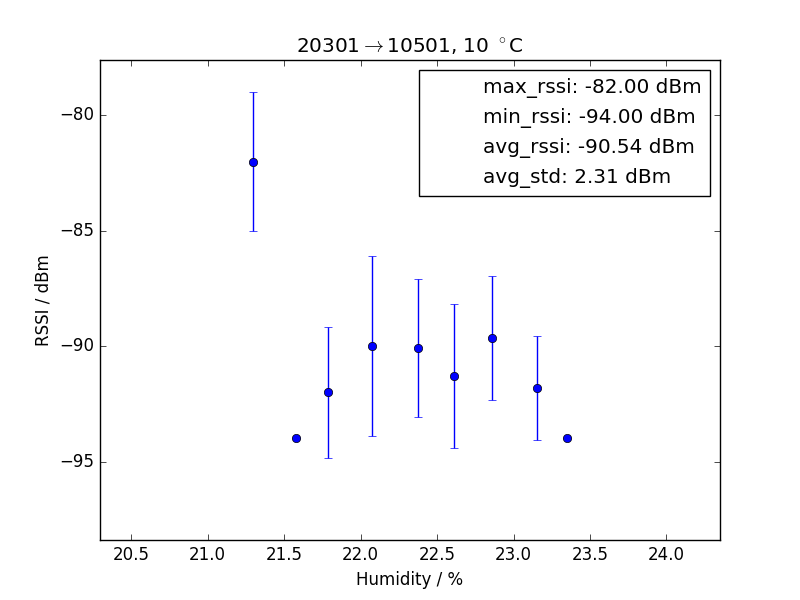 20301→10501, 10 °C
max_rssi: -82.00 dBm
min_rssi: -94.00 dBm
avg_rssi: -90.54 dBm
avg_std: 2.31 dBm
RSSI / dBm
−80
−85
−90
−95
20.5 21.0 21.5 22.0 22.5 23.0 23.5 24.0
Humidity / %